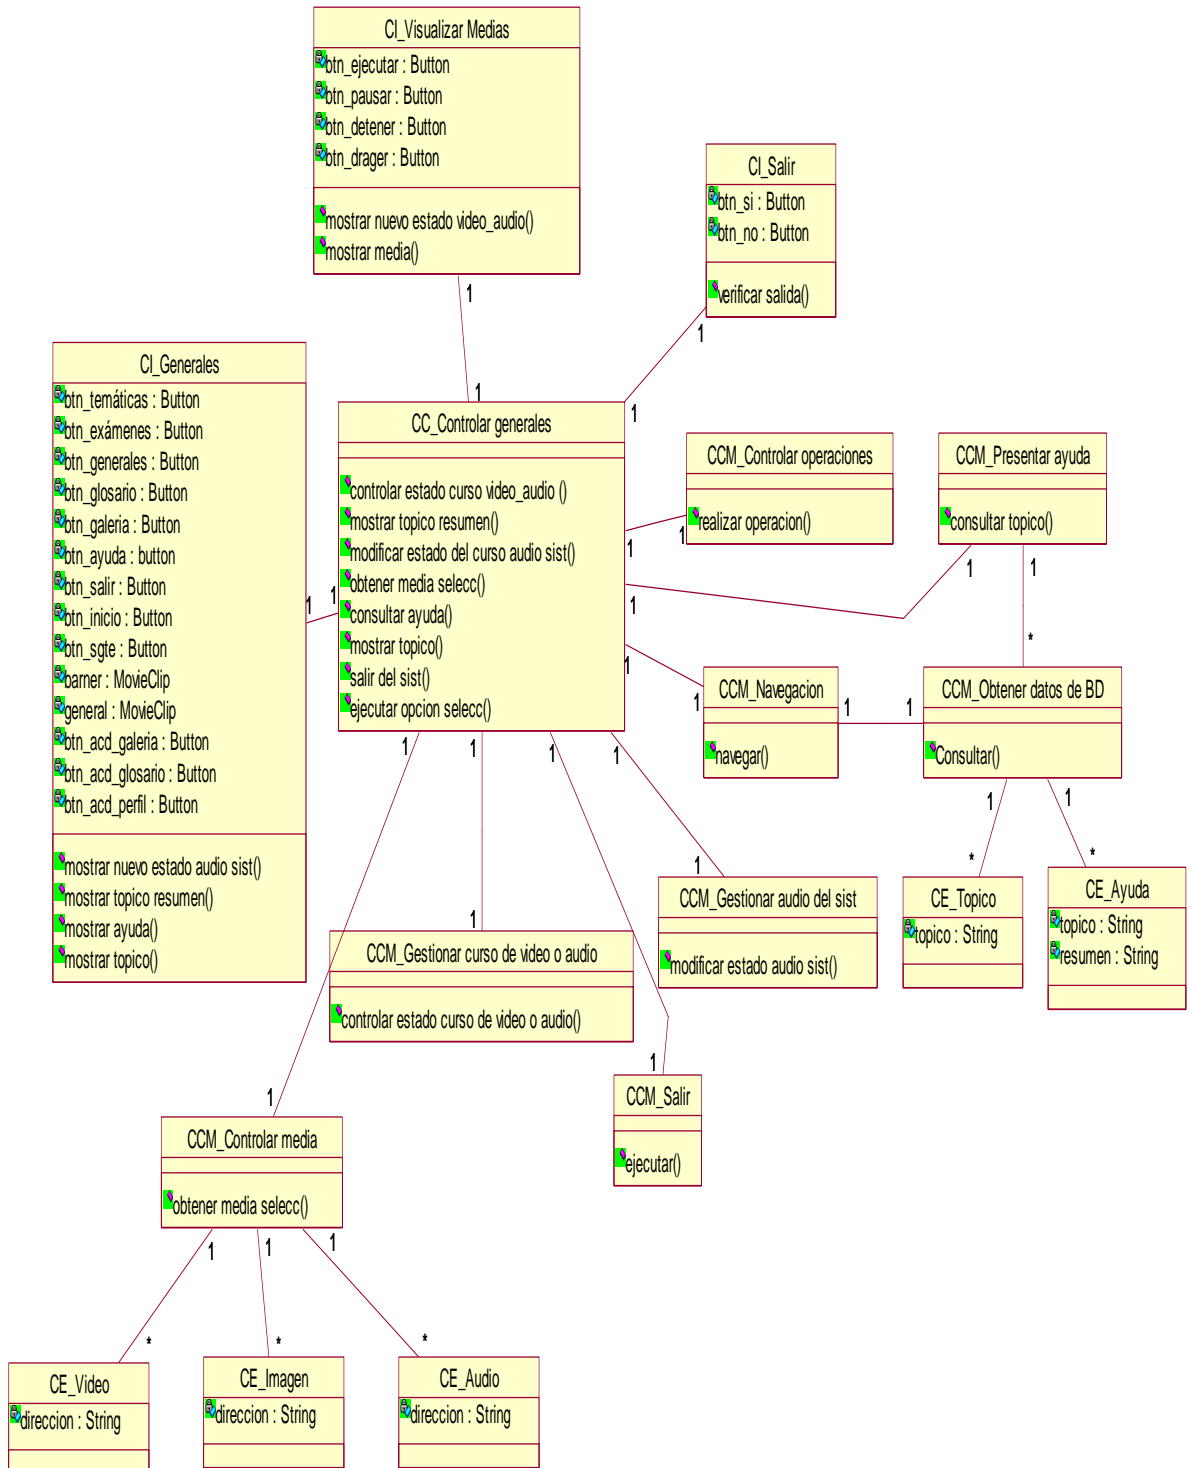 CI_Visualizar Medias
btn_ejecutar : Button
btn_pausar : Button
btn_detener : Button
btn_drager : Button
mostrar nuevo estado video_audio()
mostrar media()
1
1
CI_Salir
btn_si : Button
btn_no : Button
verificar salida()
1
1
CI_Generales
btn_temáticas : Button
btn_exámenes : Button
btn_generales : Button
btn_glosario : Button
btn_galeria : Button
btn_ayuda : button
btn_salir : Button
btn_inicio : Button
btn_sgte : Button
barner : MovieClip
general : MovieClip
btn_acd_galeria : Button
btn_acd_glosario : Button
btn_acd_perfil : Button
mostrar nuevo estado audio sist()
mostrar topico resumen()
mostrar ayuda()
mostrar topico()
1
1
CC_Controlar generales
controlar estado curso video_audio ()
mostrar topico resumen()
modificar estado del curso audio sist()
obtener media selecc()
consultar ayuda()
mostrar topico()
salir del sist()
ejecutar opcion selecc()
CCM_Controlar operaciones
realizar operacion()
1
1
CCM_Presentar ayuda
consultar topico()
1
1
1
*
CCM_Navegacion
navegar()
1
1
1
1
CCM_Obtener datos de BD
Consultar()
1
1
*
*
CE_Topico
topico : String
CE_Ayuda
topico : String
resumen : String
1
1
1
1
CCM_Gestionar audio del sist
modificar estado audio sist()
1
CCM_Gestionar curso de video o audio
controlar estado curso de video o audio()
1
CCM_Salir
ejecutar()
1
CCM_Controlar media
obtener media selecc()
1
1
1
1
*
*
*
CE_Video
direccion : String
CE_Imagen
direccion : String
CE_Audio
direccion : String